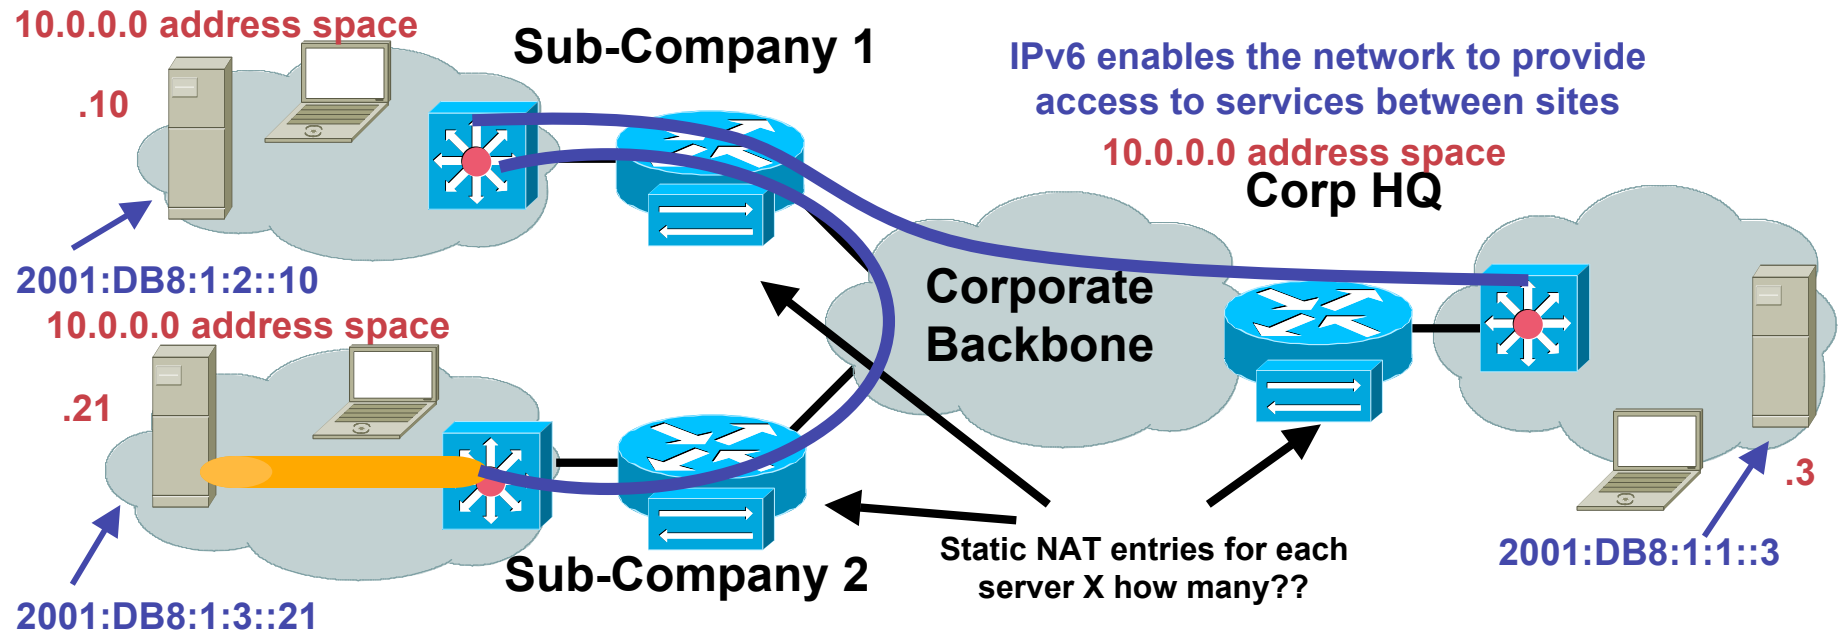 10.0.0.0 address space
Sub-Company 1
IPv6 enables the network to provide
access to services between sites
.10
10.0.0.0 address space
Corp HQ
2001:DB8:1:2::10
10.0.0.0 address space
Corporate
Backbone
.21
.3
Static NAT entries for each
server X how many??
2001:DB8:1:1::3
Sub-Company 2
2001:DB8:1:3::21